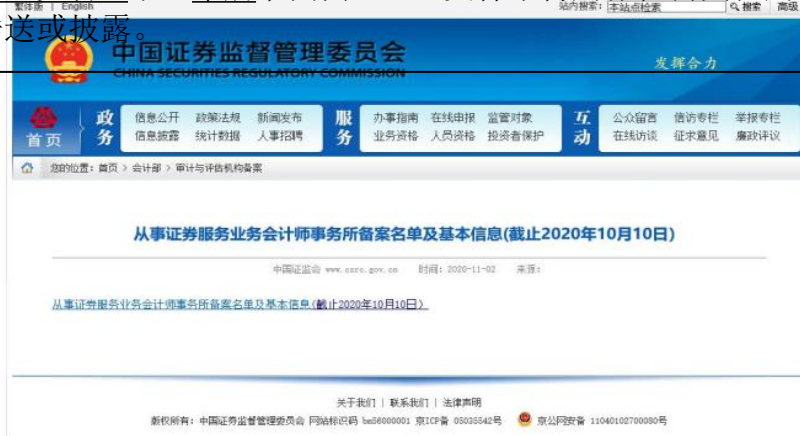 繁体版 | English 站内搜索: 本站点检索 搜索 高级
送或披露。
中国证券监督管理委员会
CHINA SECURITIES REGULATORY COMMISSION
发挥合力
首页
政务 信息公开 政策法规 新闻发布
信息披露 统计数据 人事招聘
服务 办事指南 在线申报 监管对象
业务资格 人员资格 投资者保护
互动 公众留言 信访专栏 举报专栏
在线访谈 征求意见 廉政评议
您的位置: 首页 > 会计部 > 审计与评估机构备案
从事证券服务业务会计师事务所备案名单及基本信息(截止2020年10月10日)
中国证监会 www.csrc.gov.cn 时间: 2020-11-02 来源:
从事证券服务业务会计师事务所备案名单及基本信息(截止2020年10月10日)
关于我们 | 联系我们 | 法律声明
版权所有: 中国证券监督管理委员会 网站标识码 bm56000001 京ICP备 05035542号 京公网安备 11040102700080号